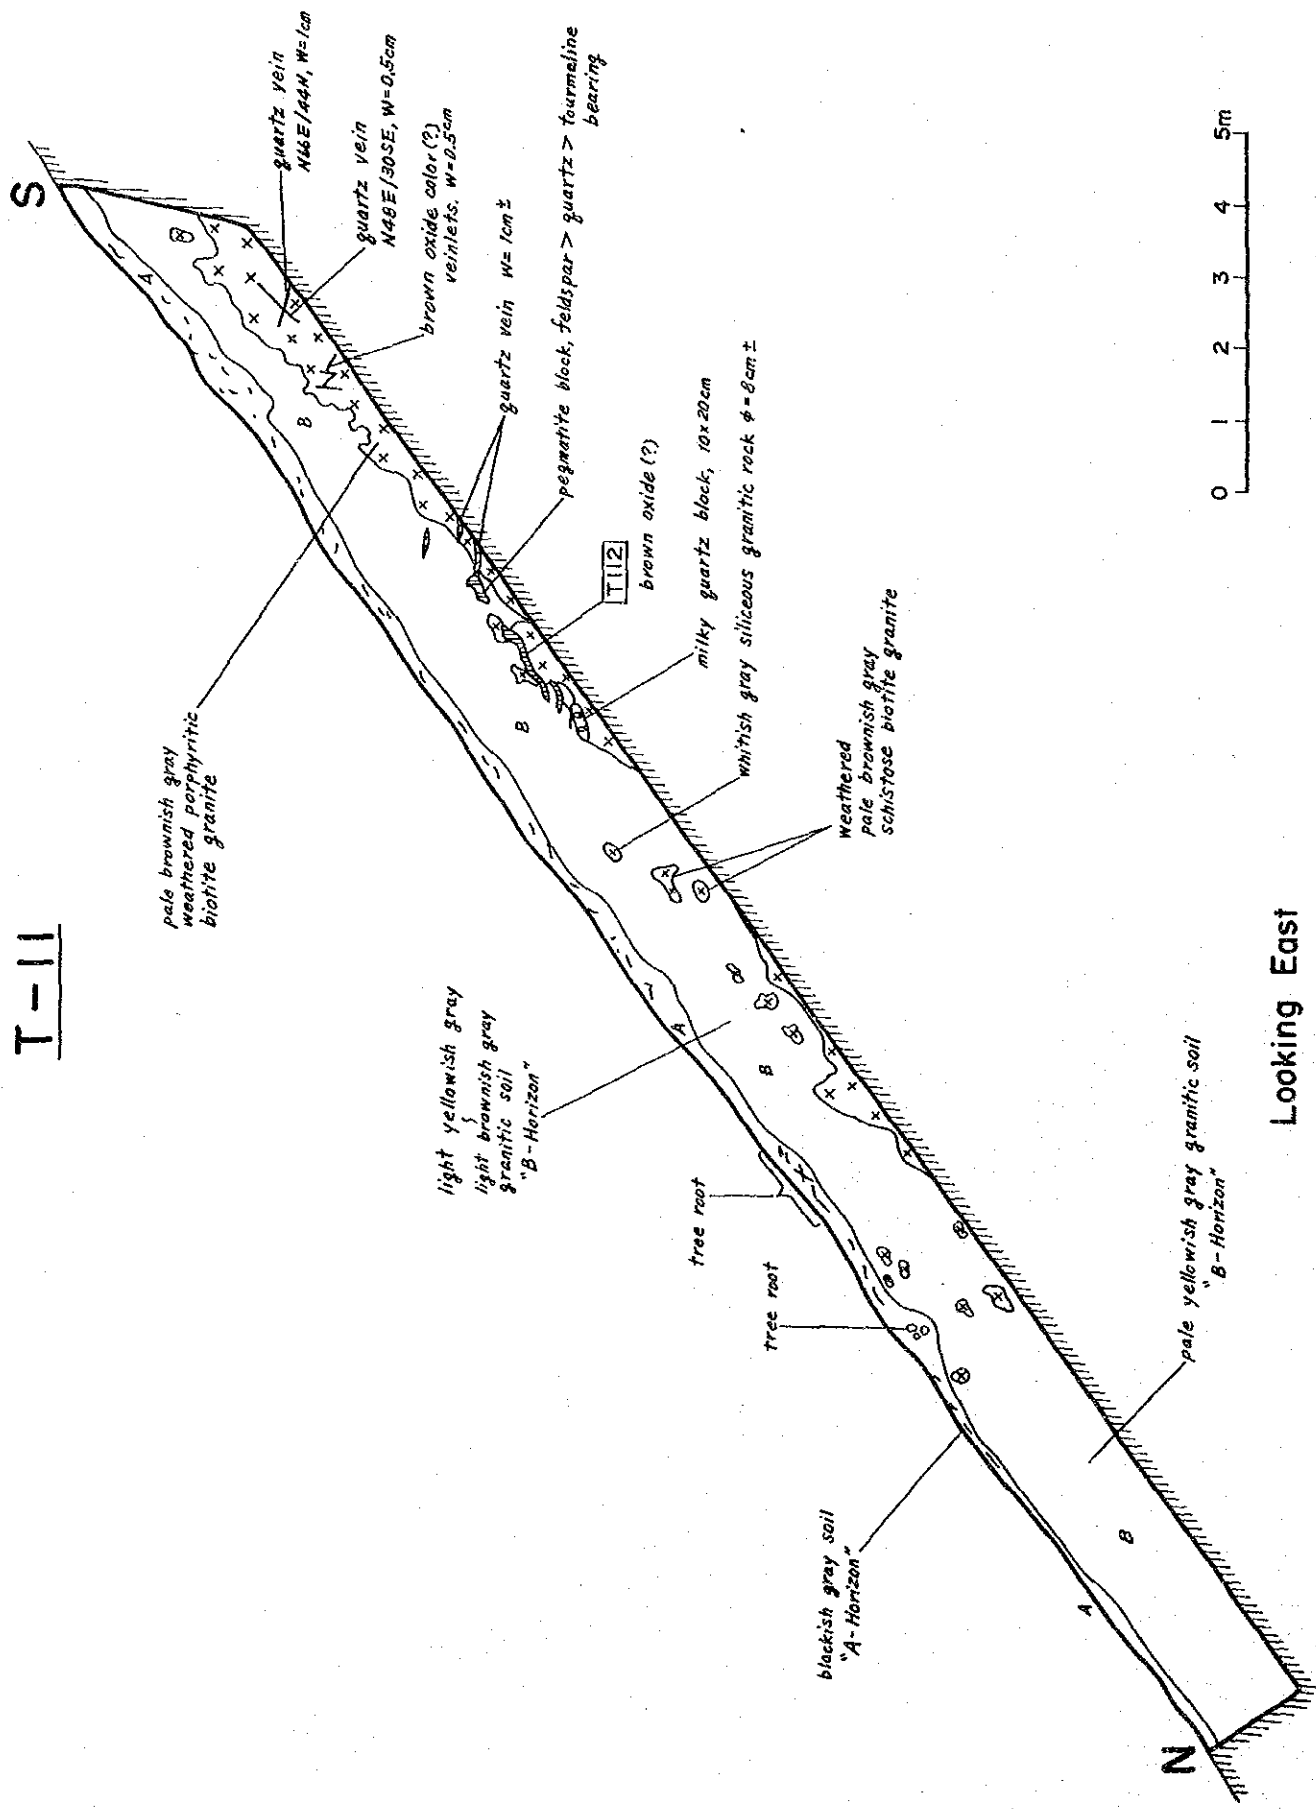 T-11
S
N
pale brownish gray
weathered porphyritic
biotite granite
light yellowish gray
light brownish gray
granitic soil
"B-Horizon"
tree root
tree root
blackish gray soil
"A-Horizon"
A
A
A
B
B
B
B
quartz vein
N66E/44N, W=1cm
quartz vein
N48E/30SE, W=0.5cm
brown oxide color(?)
veinlets, W=0.5cm
quartz vein W=1cm±
pegmatite block, feldspar > quartz > tourmaline
bearing
T112
brown oxide (?)
milky quartz block, 10x20cm
whitish gray siliceous granitic rock φ=8cm±
weathered
pale brownish gray
schistose biotite granite
pale yellowish gray granitic soil
"B-Horizon"
0 1 2 3 4 5m
Looking East